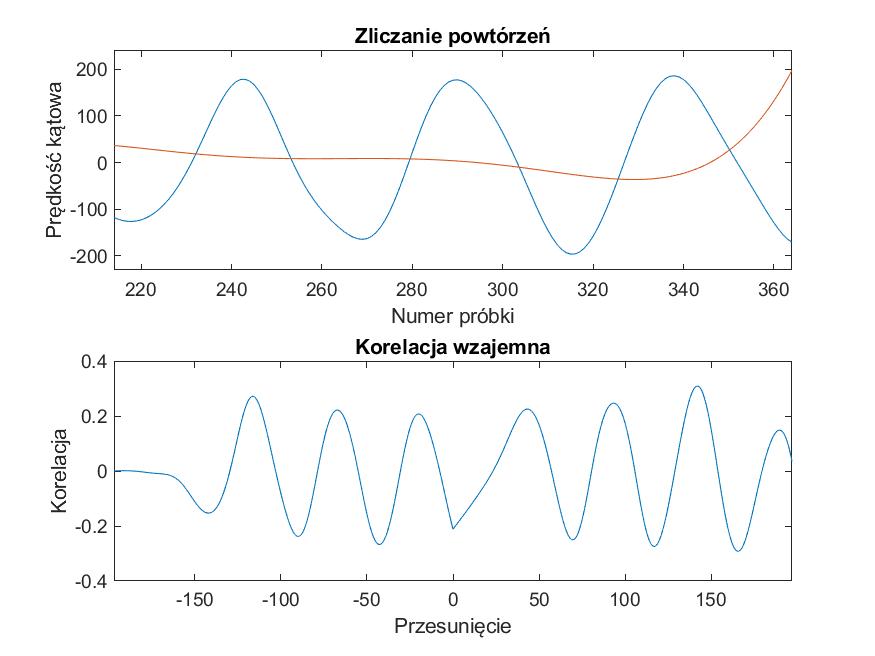 Zliczanie powtórzeń
Prędkość kątowa
200
100
0
-100
-200
220 240 260 280 300 320 340 360
Numer próbki
Korelacja wzajemna
Korelacja
0.4
0.2
0
-0.2
-0.4
-150 -100 -50 0 50 100 150
Przesunięcie